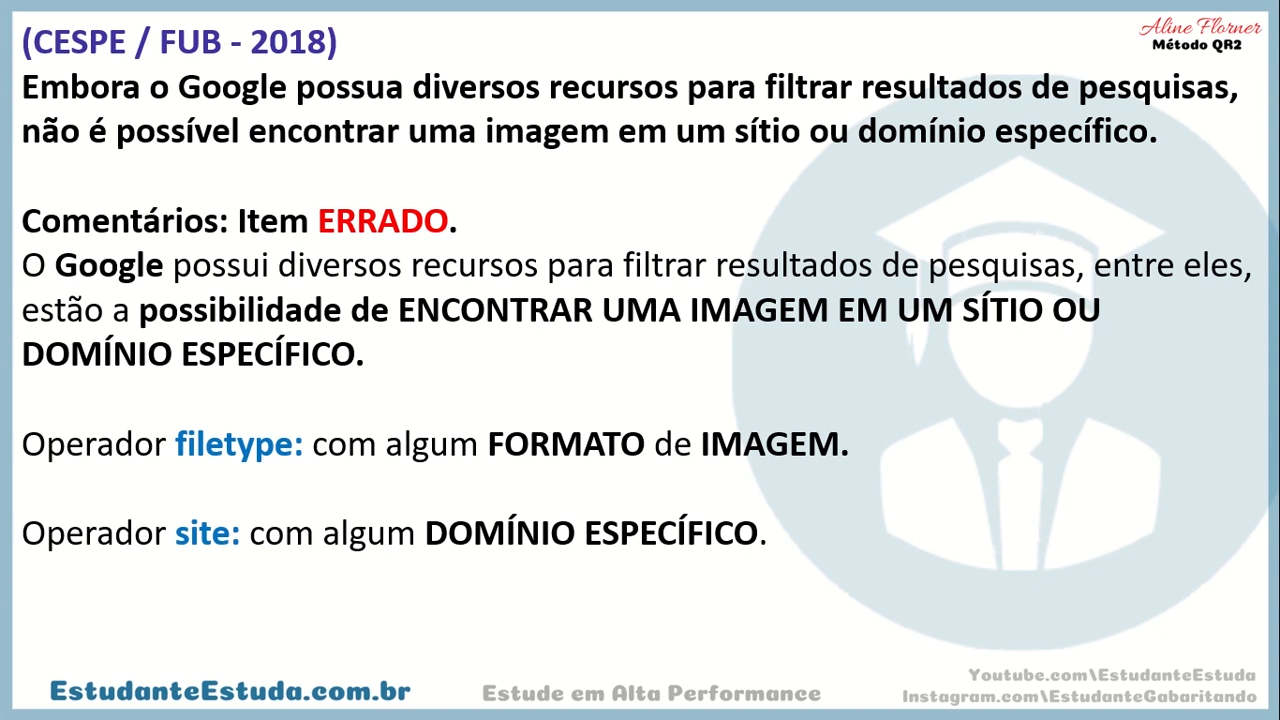 (CESPE / FUB - 2018)
Aline Florner
Método QR2
Embora o Google possua diversos recursos para filtrar resultados de pesquisas,
não é possível encontrar uma imagem em um sítio ou domínio específico.
Comentários: Item ERRADO.
O Google possui diversos recursos para filtrar resultados de pesquisas, entre eles,
estão a possibilidade de ENCONTRAR UMA IMAGEM EM UM SÍTIO OU
DOMÍNIO ESPECÍFICO.
Operador filetype: com algum FORMATO de IMAGEM.
Operador site: com algum DOMÍNIO ESPECÍFICO.
EstudanteEstuda.com.br
Estude em Alta Performance
Youtube.com\EstudanteEstuda
Instagram.com\EstudanteGabaritando